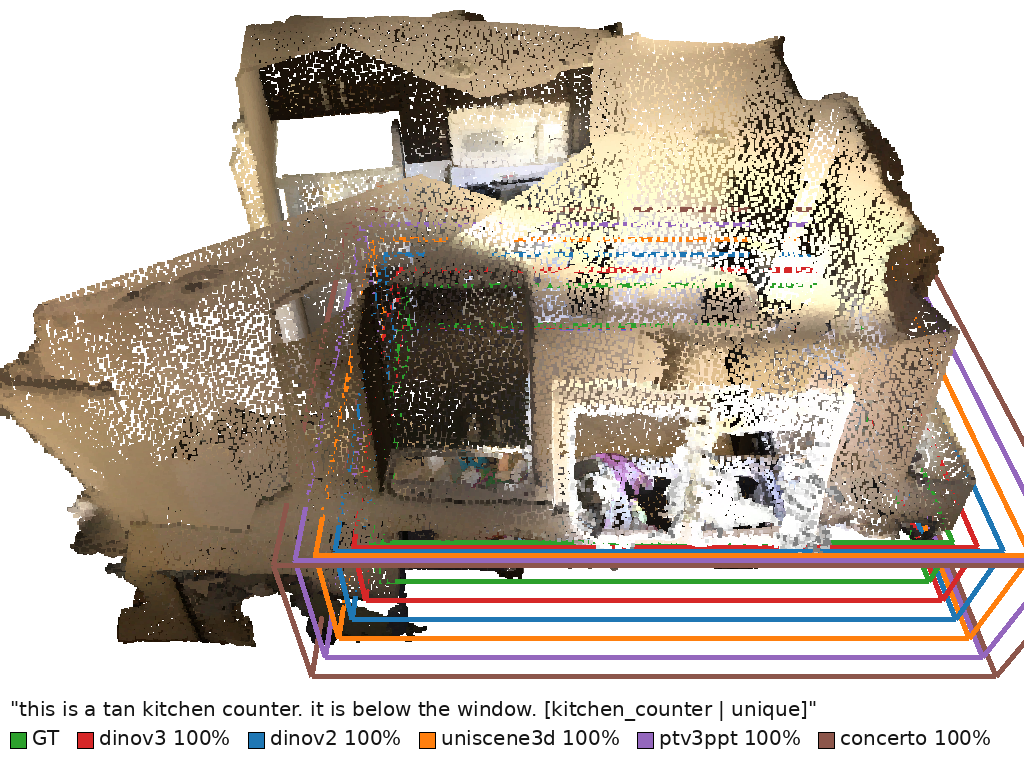 "this is a tan kitchen counter. it is below the window. [kitchen_counter | unique]"
GT dinov3 100% dinov2 100% uniscene3d 100% ptv3ppt 100% concerto 100%